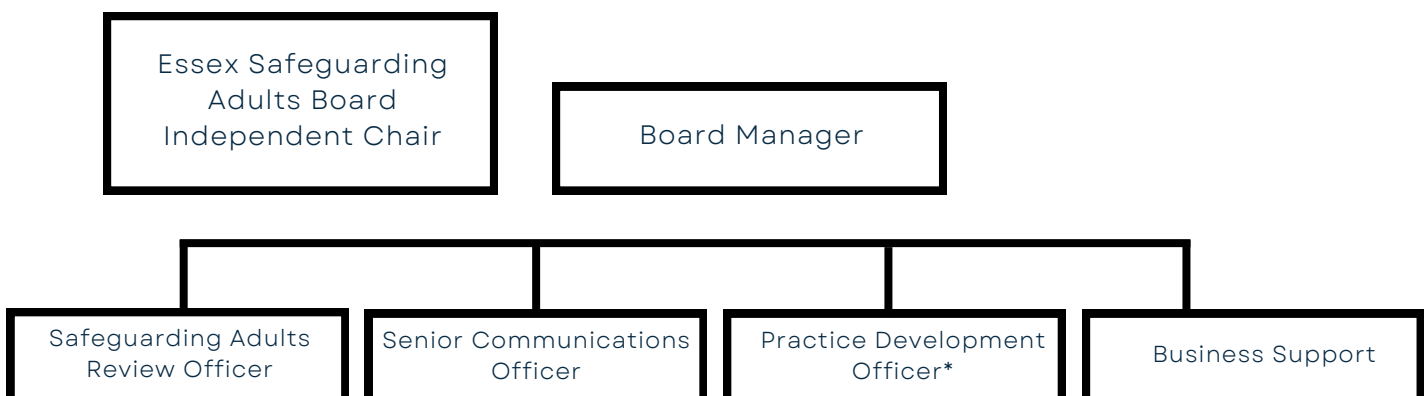 Essex Safeguarding
Adults Board
Independent Chair
Board Manager
Safeguarding Adults
Review Officer
Senior Communications
Officer
Practice Development
Officer*
Business Support